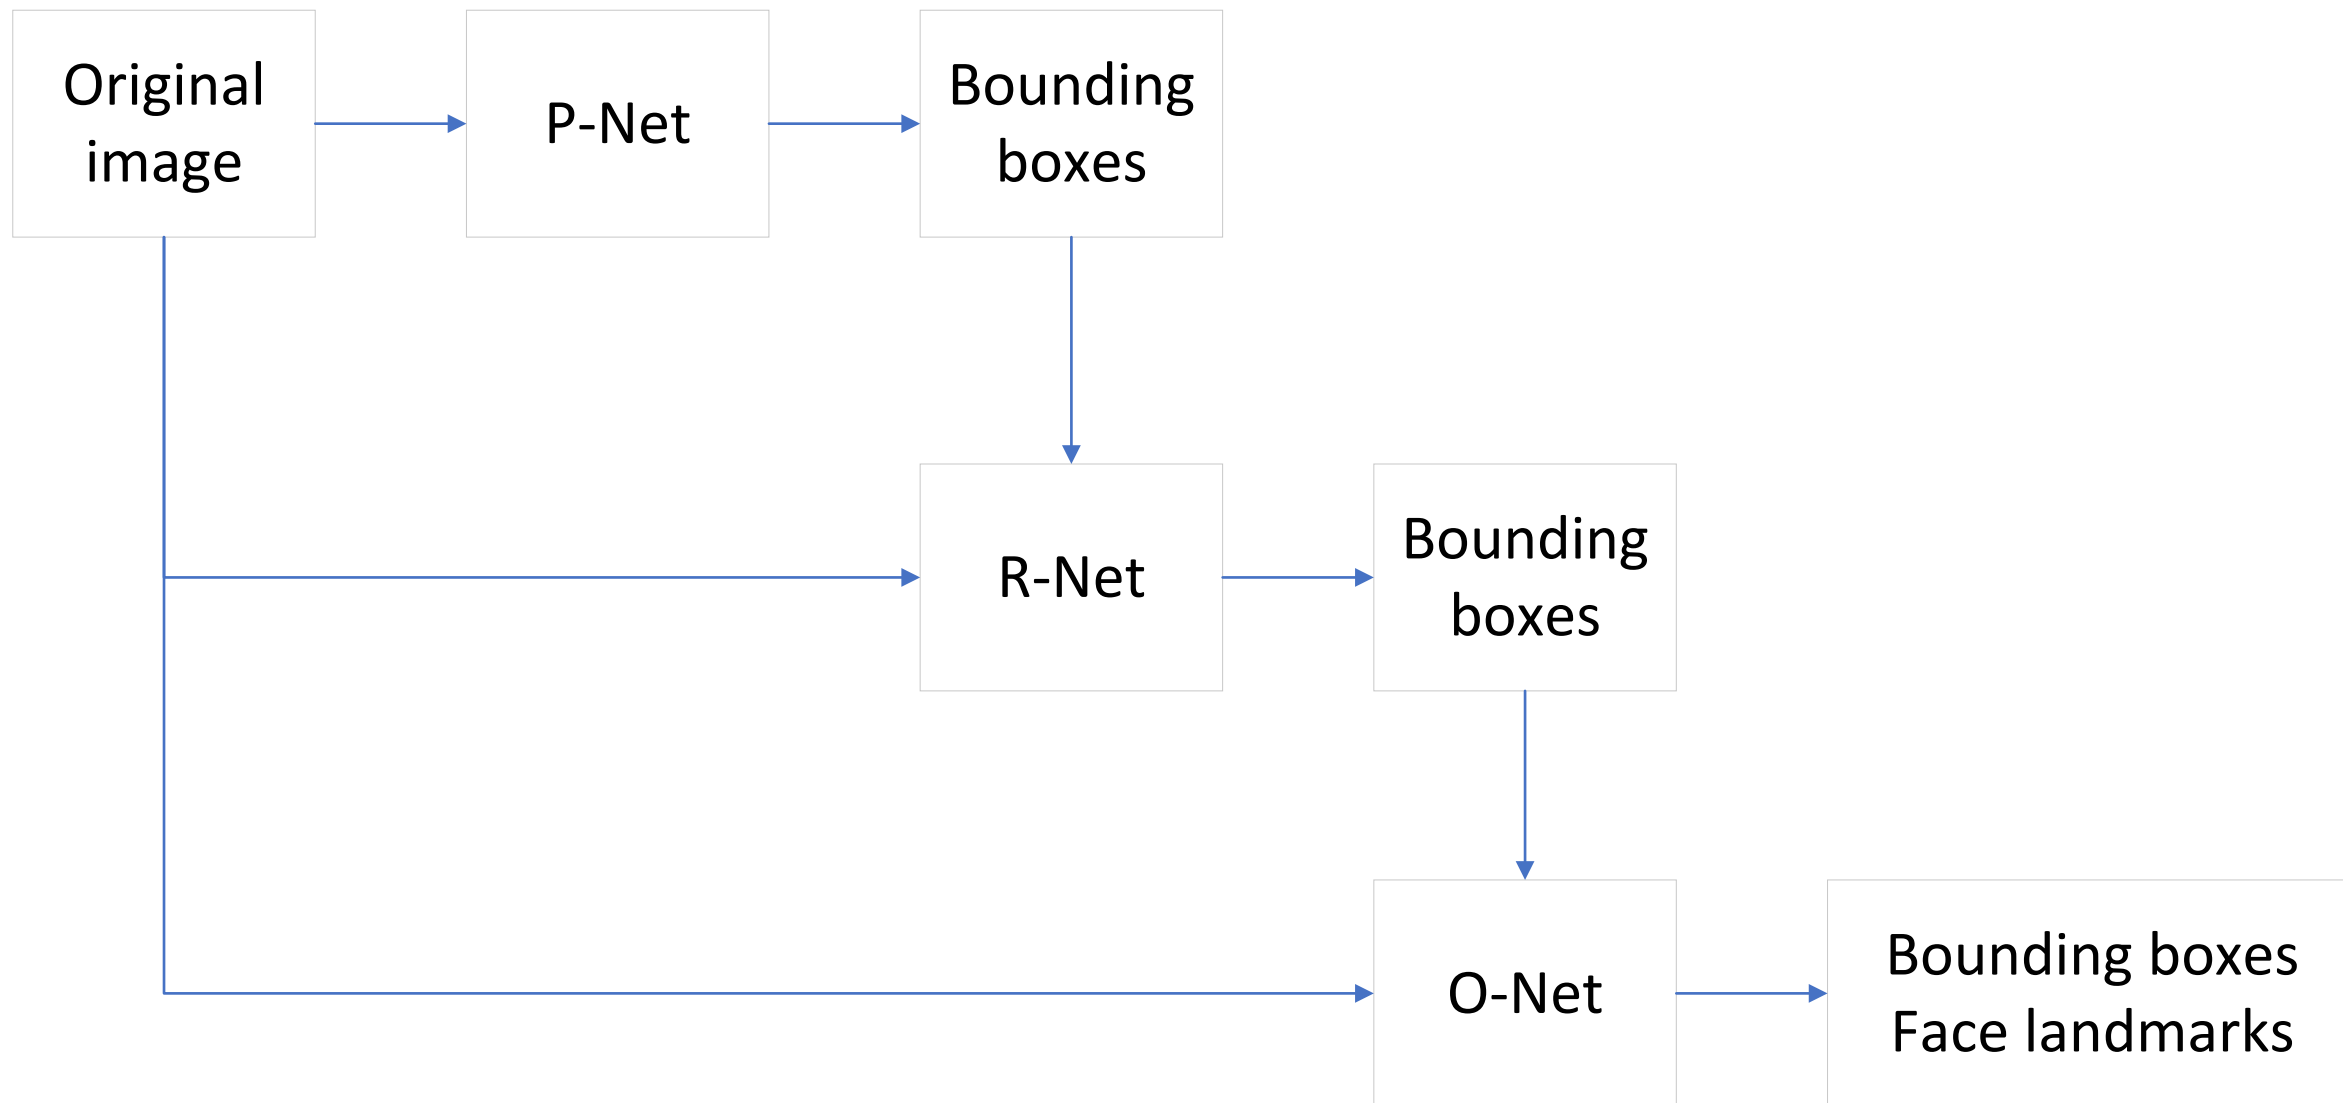 Original
image
P-Net
Bounding
boxes
R-Net
Bounding
boxes
O-Net
Bounding boxes
Face landmarks